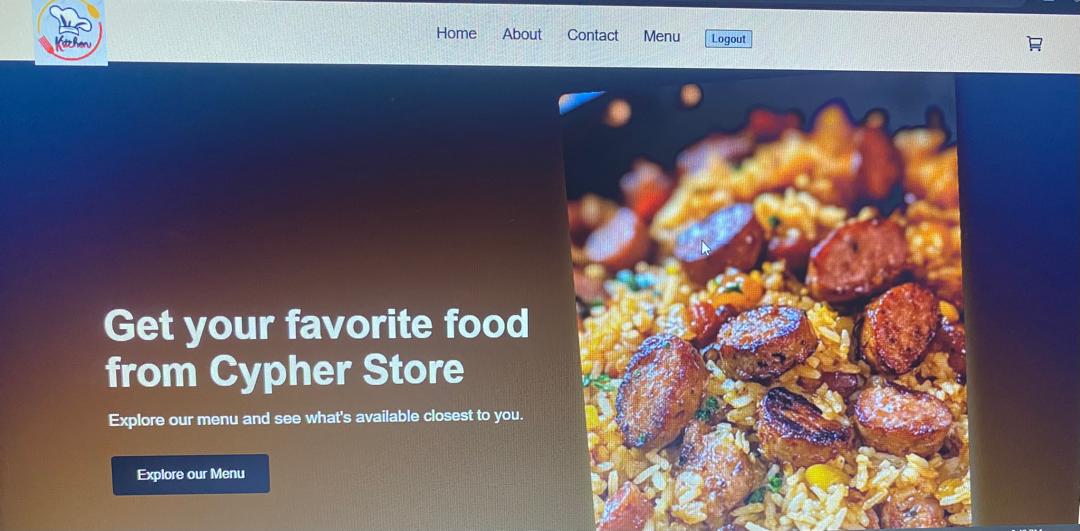 Kitchen
Home About Contact Menu Logout
Get your favorite food
from Cypher Store
Explore our menu and see what's available closest to you.
Explore our Menu